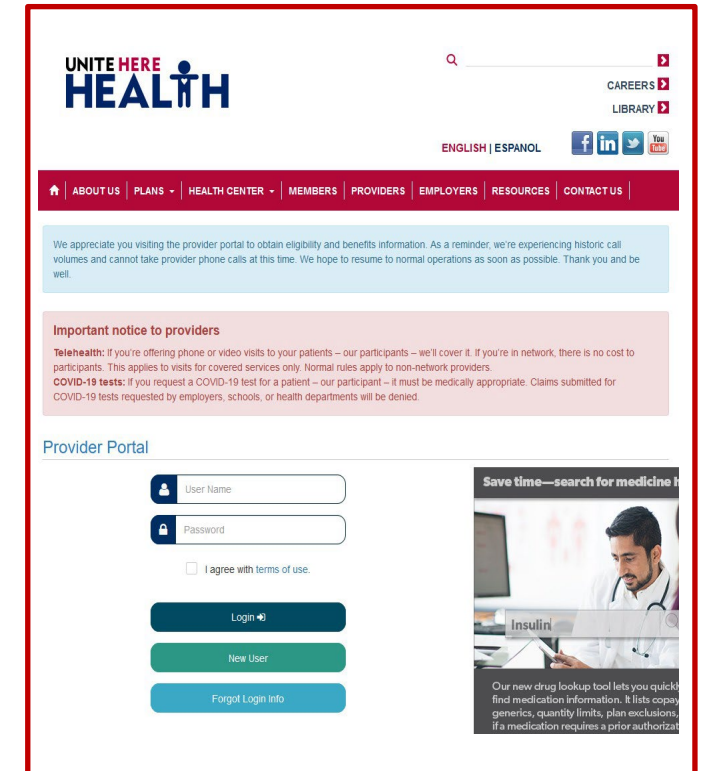 UNITE HERE
HEALTH
CAREERS
LIBRARY
ENGLISH | ESPANOL
f in You Tube
ABOUT US | PLANS | HEALTH CENTER | MEMBERS | PROVIDERS | EMPLOYERS | RESOURCES | CONTACT US |
We appreciate you visiting the provider portal to obtain eligibility and benefits information. As a reminder, we're experiencing historic call
volumes and cannot take provider phone calls at this time. We hope to resume to normal operations as soon as possible. Thank you and be
well.
Important notice to providers
Telehealth: If you're offering phone or video visits to your patients – our participants – we'll cover it. If you're in network, there is no cost to
participants. This applies to visits for covered services only. Normal rules apply to non-network providers.
COVID-19 tests: If you request a COVID-19 test for a patient – our participant – it must be medically appropriate. Claims submitted for
COVID-19 tests requested by employers, schools, or health departments will be denied.
Provider Portal
User Name
Password
I agree with terms of use.
Login
New User
Forgot Login Info
Save time—search for medicine h
Insulin
Our new drug lookup tool lets you quickly
find medication information. It lists copay
generics, quantity limits, plan exclusions,
if a medication requires a prior authorizat